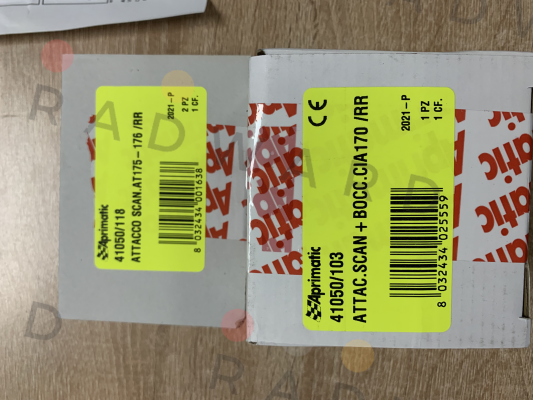 Aprimatic
41050/118
ATTACCO SCAN.AT175-176 /RR
2021-P
2 PZ
1 CF.
8 032434 001638
Aprimatic
41050/103
ATTAC.SCAN + BOCC.CIA170 /RR
CE
2021-P
1 PZ
1 CF.
8 032434 025559